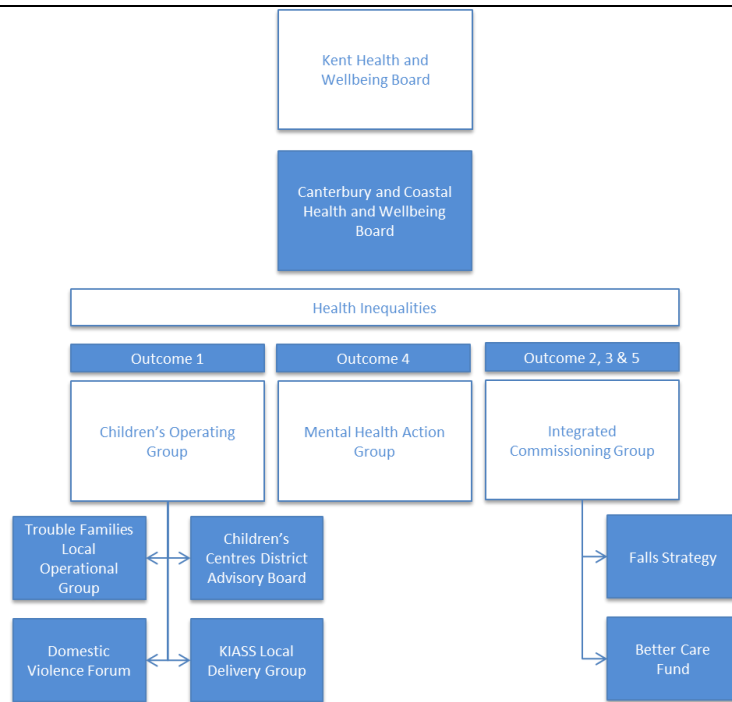 Kent Health and
Wellbeing Board
Canterbury and Coastal
Health and Wellbeing
Board
Health Inequalities
Outcome 1
Outcome 4
Outcome 2, 3 & 5
Children's Operating
Group
Mental Health Action
Group
Integrated
Commissioning Group
Trouble Families
Local
Operational
Group
Children's
Centres District
Advisory Board
Falls Strategy
Domestic
Violence Forum
KIASS Local
Delivery Group
Better Care
Fund